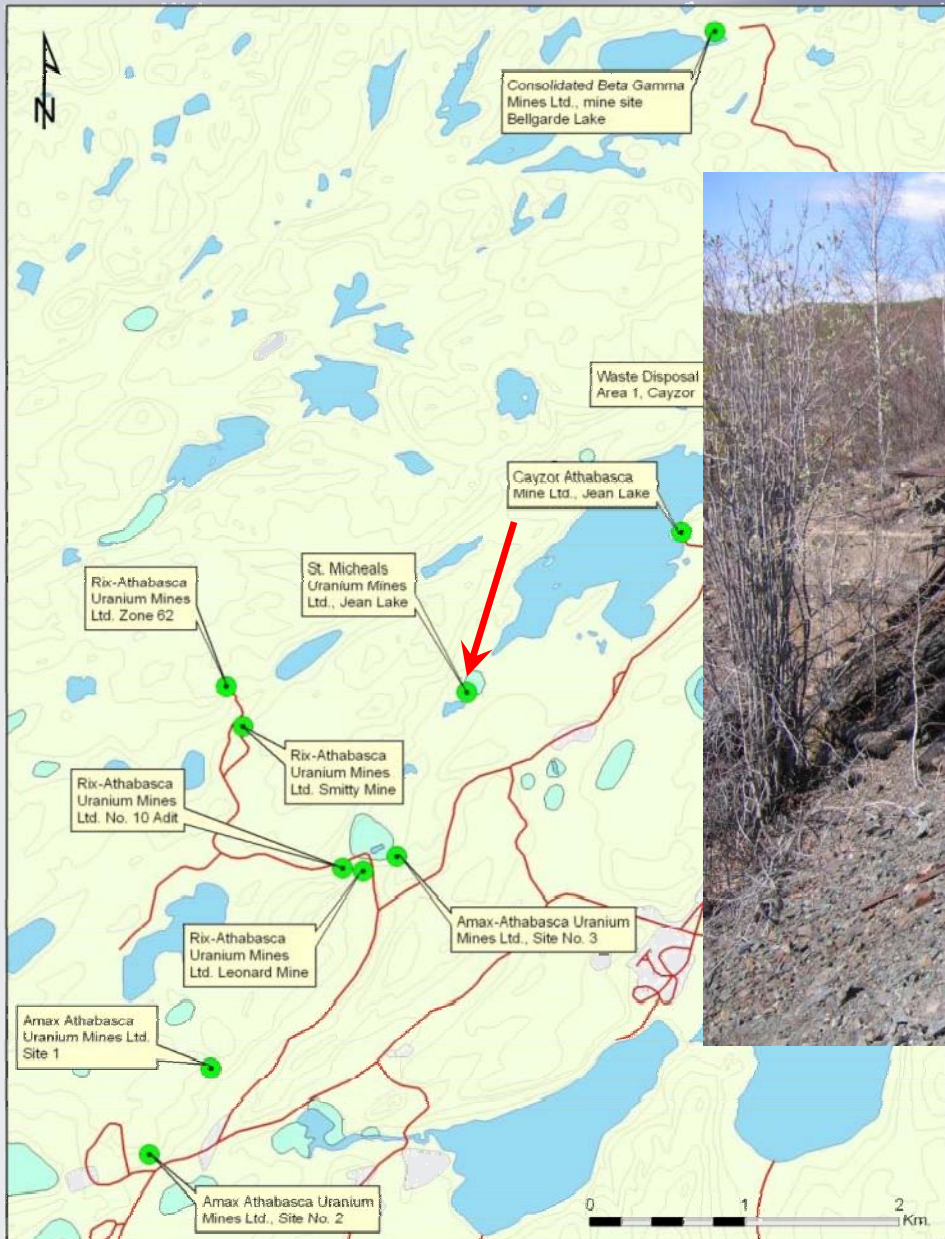 N
Consolidated Beta Gamma
Mines Ltd., mine site
Bellgarde Lake
Waste Disposal
Area 1, Cayzor
Cayzor Athabasca
Mine Ltd., Jean Lake
St. Micheals
Uranium Mines
Ltd., Jean Lake
Rix-Athabasca
Uranium Mines
Ltd. Zone 62
Rix-Athabasca
Uranium Mines
Ltd. Smitty Mine
Rix-Athabasca
Uranium Mines
Ltd. No. 10 Adit
Rix-Athabasca
Uranium Mines
Ltd. Leonard Mine
Amax-Athabasca Uranium
Mines Ltd., Site No. 3
Amax Athabasca
Uranium Mines Ltd.
Site 1
Amax Athabasca Uranium
Mines Ltd., Site No. 2
0 1 2
Km.